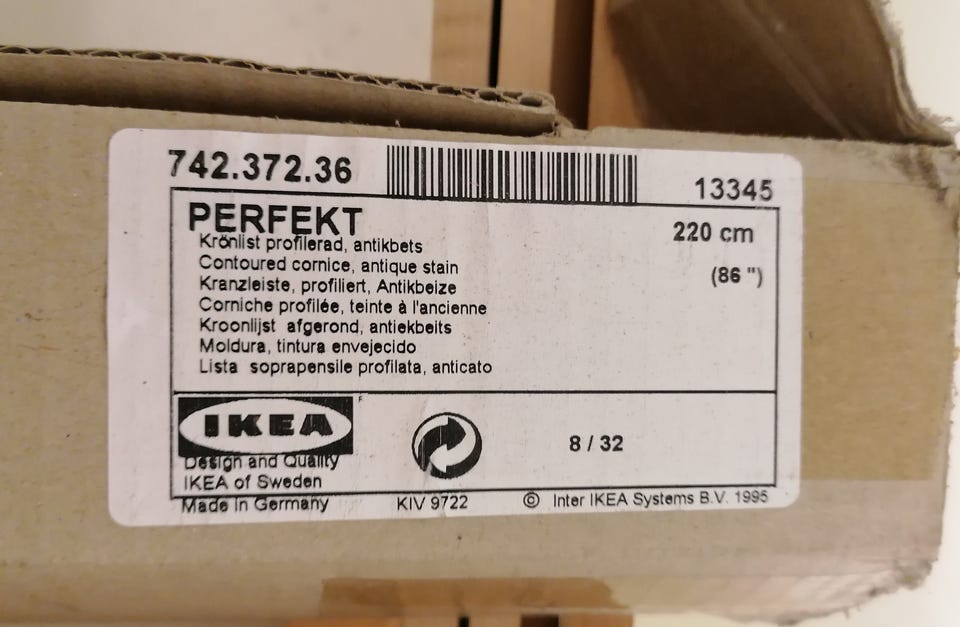 742.372.36
13345
PERFEKT
220 cm
Krönlist profilerad, antikbets
(86 ")
Contoured cornice, antique stain
Kranzleiste, profiliert, Antikbeize
Corniche profilée, teinte à l'ancienne
Kroonlijst afgerond, antiekbeits
Moldura, tintura envejecido
Lista soprapensile profilata, anticato
IKEA
F
8 / 32
Design and Quality
IKEA of Sweden
Made in Germany
KIV 9722
© Inter IKEA Systems B.V. 1995